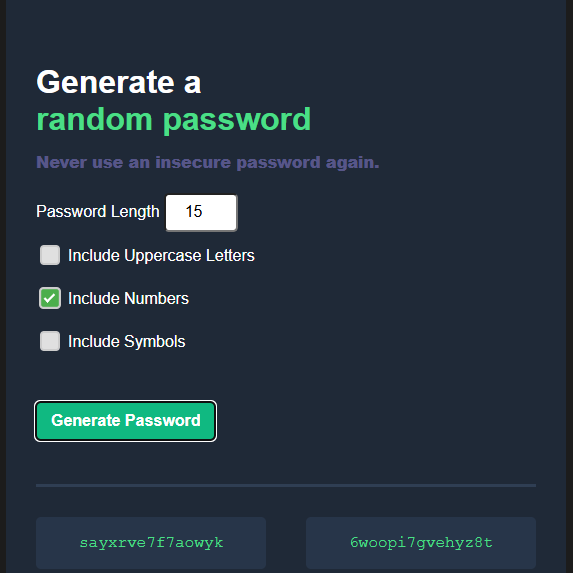 Generate a
random password
Never use an insecure password again.
Password Length 15
Include Uppercase Letters
Include Numbers
Include Symbols
Generate Password
sayxrve7f7aowyk 6woopi7gvehyz8t